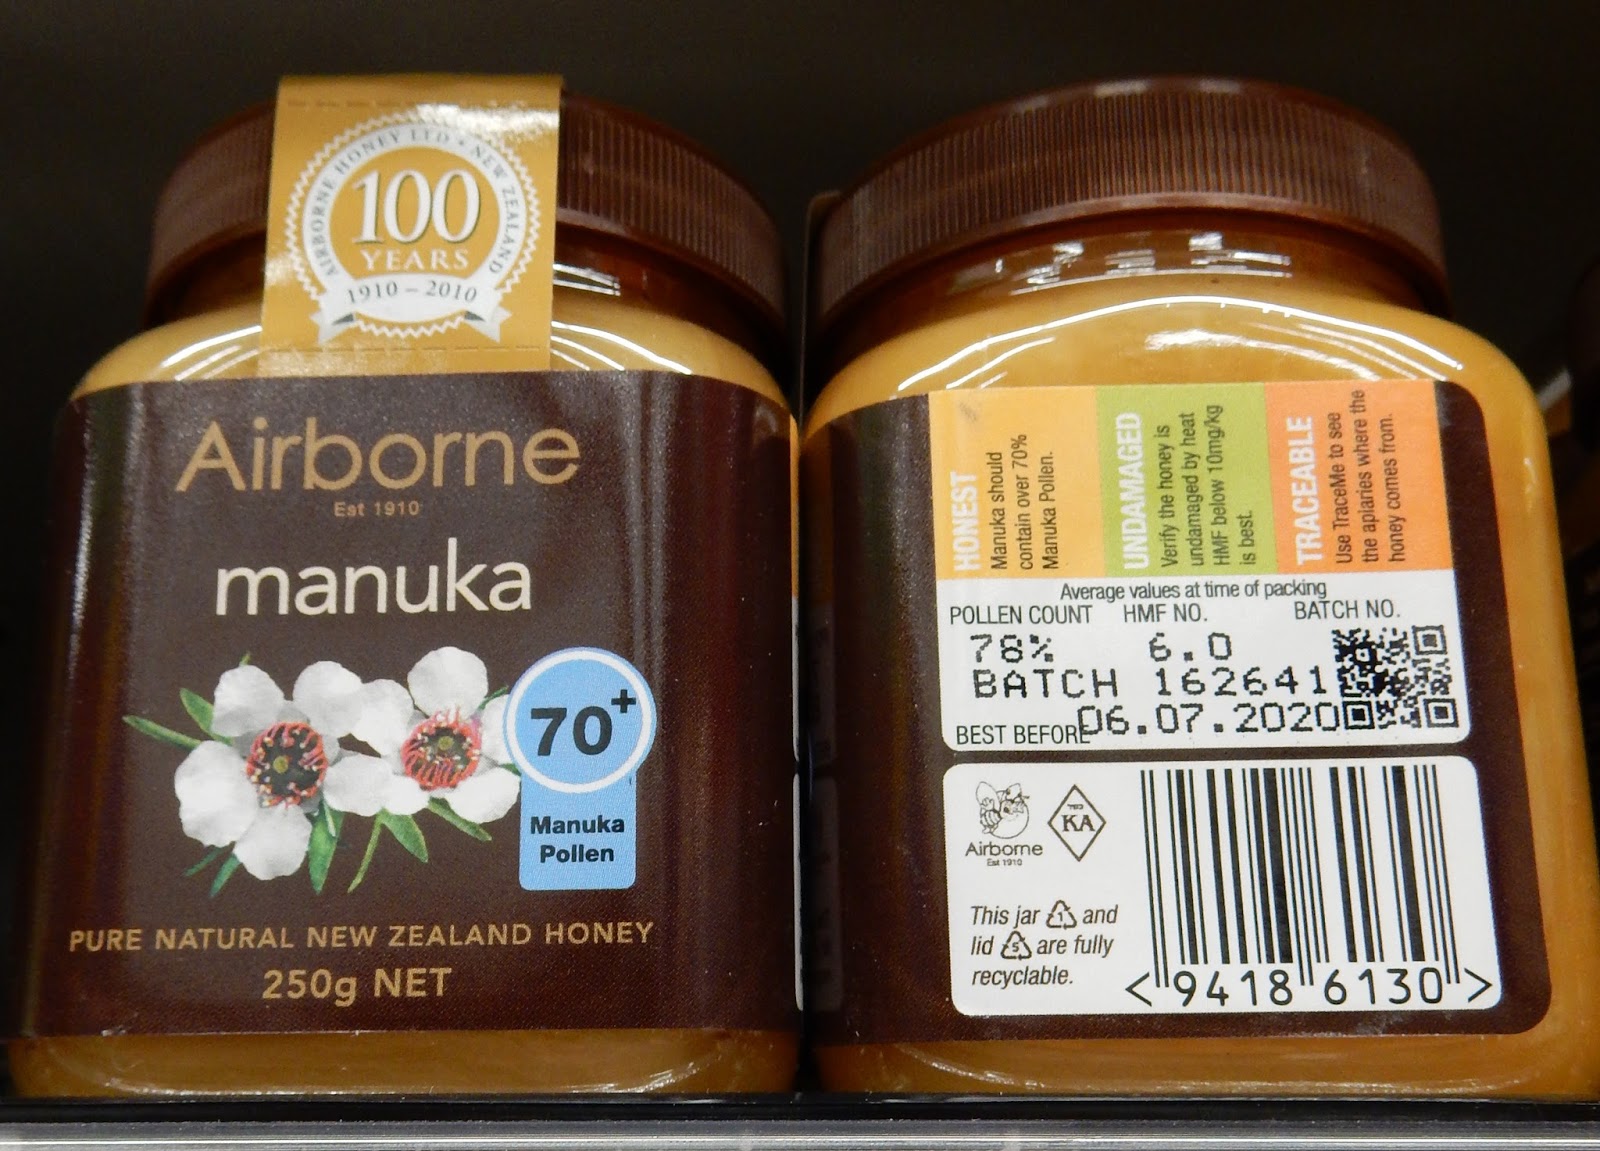 AIRBORNE HONEY LTD • NEW ZEALAND
100
YEARS
1910 – 2010
Airborne
Est 1910
manuka
70+
Manuka
Pollen
PURE NATURAL NEW ZEALAND HONEY
250g NET
HONEST
Manuka should
contain over 70%
Manuka Pollen.
UNDAMAGED
Verify the honey is
undamaged by heat
HMF below 10mg/kg
is best.
TRACEABLE
Use TraceMe to see
the apiaries where the
honey comes from.
Average values at time of packing
POLLEN COUNT HMF NO. BATCH NO.
78% 6.0
BATCH 162641
BEST BEFORE 06.07.2020
Airborne
Est 1910
כשר
KA
This jar 1 and
lid 5 are fully
recyclable.
<9418 6130>